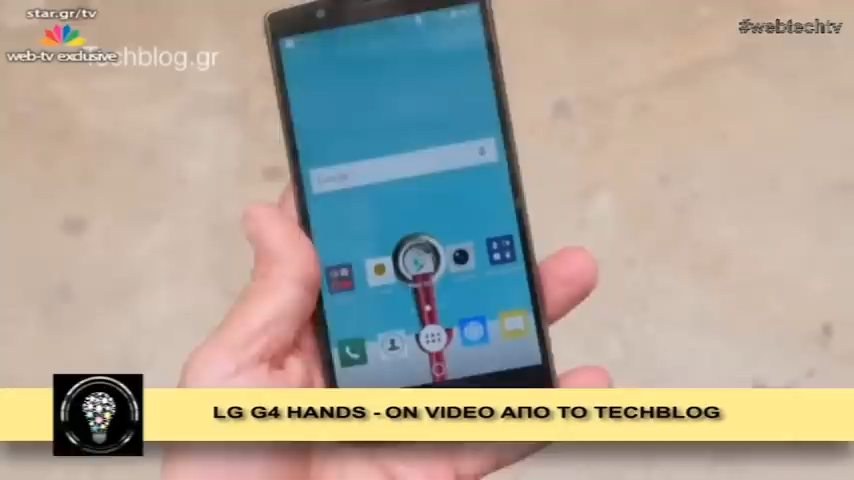 star.gr/tv
web-tv exclusive
Techblog.gr
#webtechtv
Google
LG G4 HANDS - ON VIDEO ΑΠΟ ΤΟ TECHBLOG